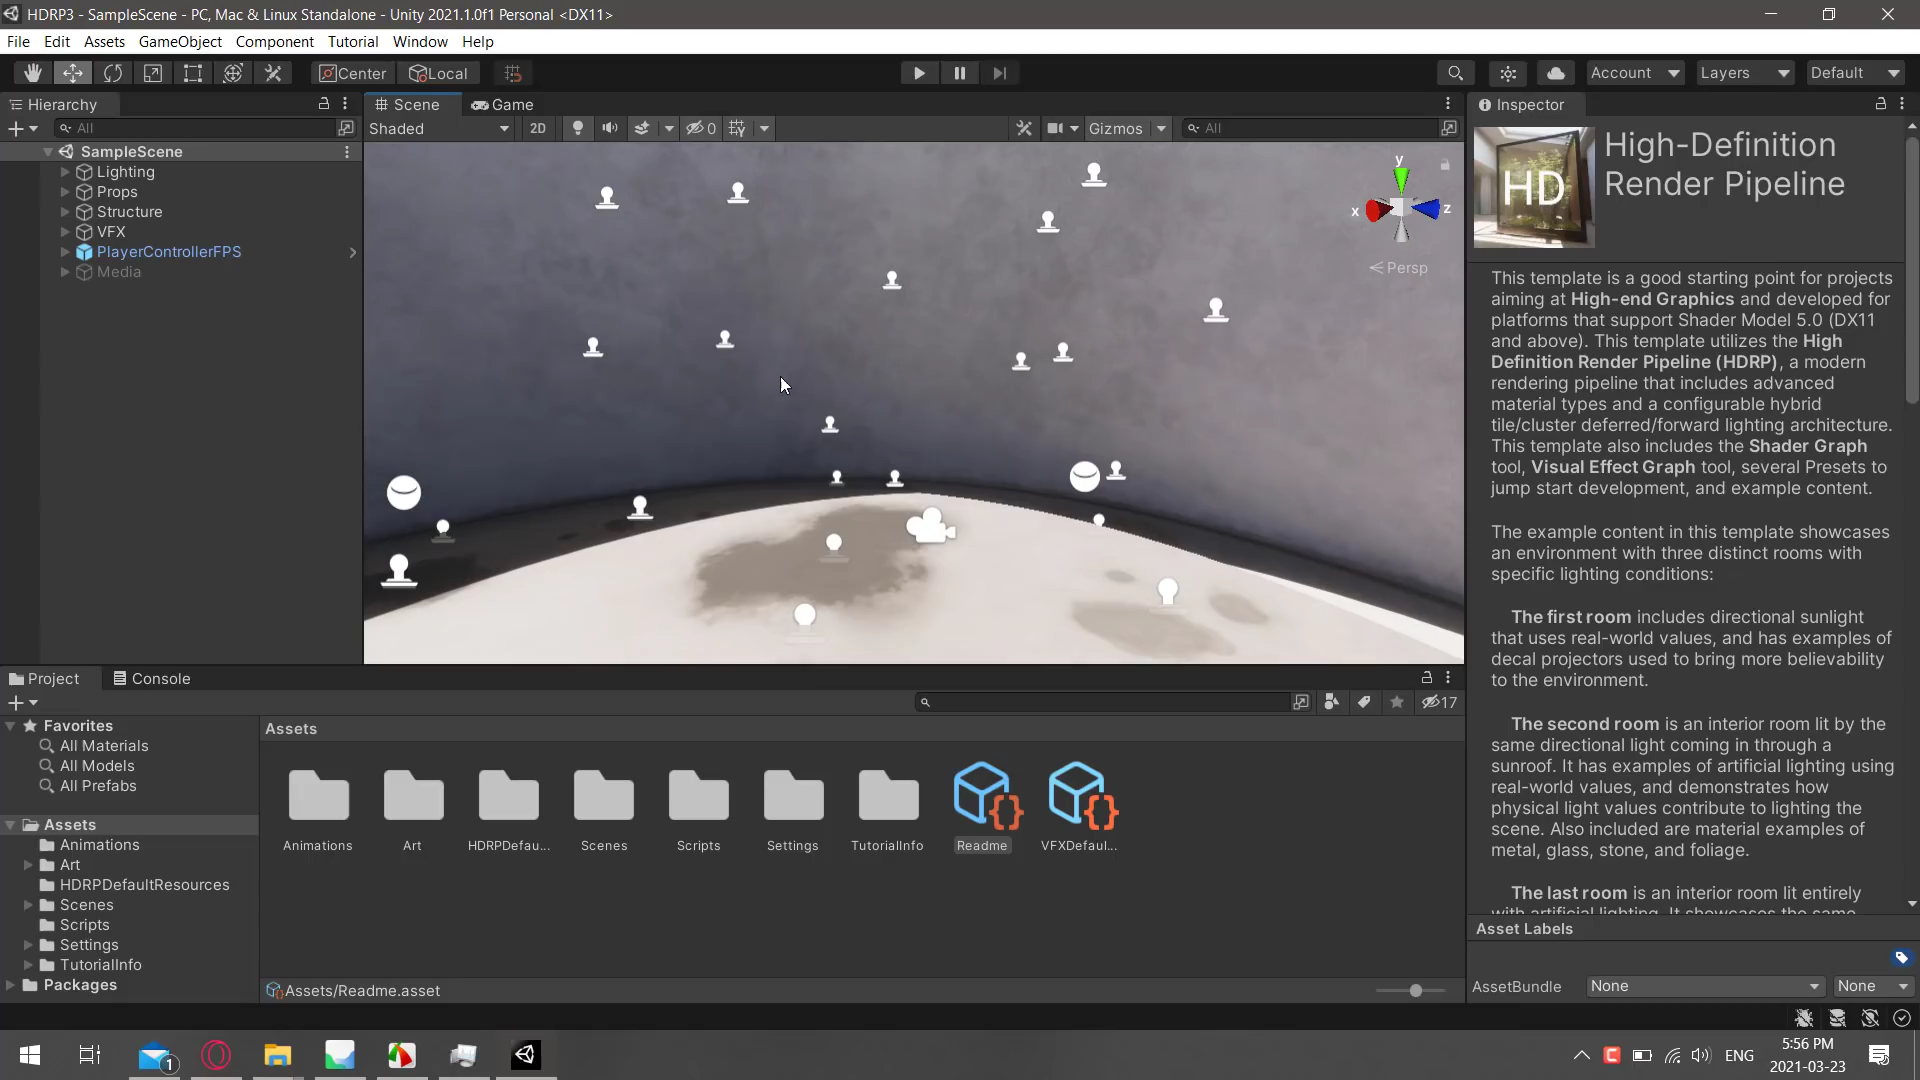 HDRP3 - SampleScene - PC, Mac & Linux Standalone - Unity 2021.1.0f1 Personal <DX11>
File Edit Assets GameObject Component Tutorial Window Help
Center Local Account Layers Default
Hierarchy
All
SampleScene
Lighting
Props
Structure
VFX
PlayerControllerFPS
Media
Scene Game
Shaded 2D 0 Gizmos All
y
x z
Persp
Inspector
HD
High-Definition
Render Pipeline
This template is a good starting point for projects
aiming at High-end Graphics and developed for
platforms that support Shader Model 5.0 (DX11
and above). This template utilizes the High
Definition Render Pipeline (HDRP), a modern
rendering pipeline that includes advanced
material types and a configurable hybrid
tile/cluster deferred/forward lighting architecture.
This template also includes the Shader Graph
tool, Visual Effect Graph tool, several Presets to
jump start development, and example content.
The example content in this template showcases
an environment with three distinct rooms with
specific lighting conditions:
The first room includes directional sunlight
that uses real-world values, and has examples of
decal projectors used to bring more believability
to the environment.
The second room is an interior room lit by the
same directional light coming in through a
sunroof. It has examples of artificial lighting using
real-world values, and demonstrates how
physical light values contribute to lighting the
scene. Also included are material examples of
metal, glass, stone, and foliage.
The last room is an interior room lit entirely
with artificial lighting. It showcases the same
Asset Labels
AssetBundle None None
Project Console
17
Favorites
All Materials
All Models
All Prefabs
Assets
Animations
Art
HDRPDefaultResources
Scenes
Scripts
Settings
TutorialInfo
Packages
Assets
Animations Art HDRPDefau... Scenes Scripts Settings TutorialInfo Readme VFXDefaul...
Assets/Readme.asset
1
ENG
5:56 PM
2021-03-23